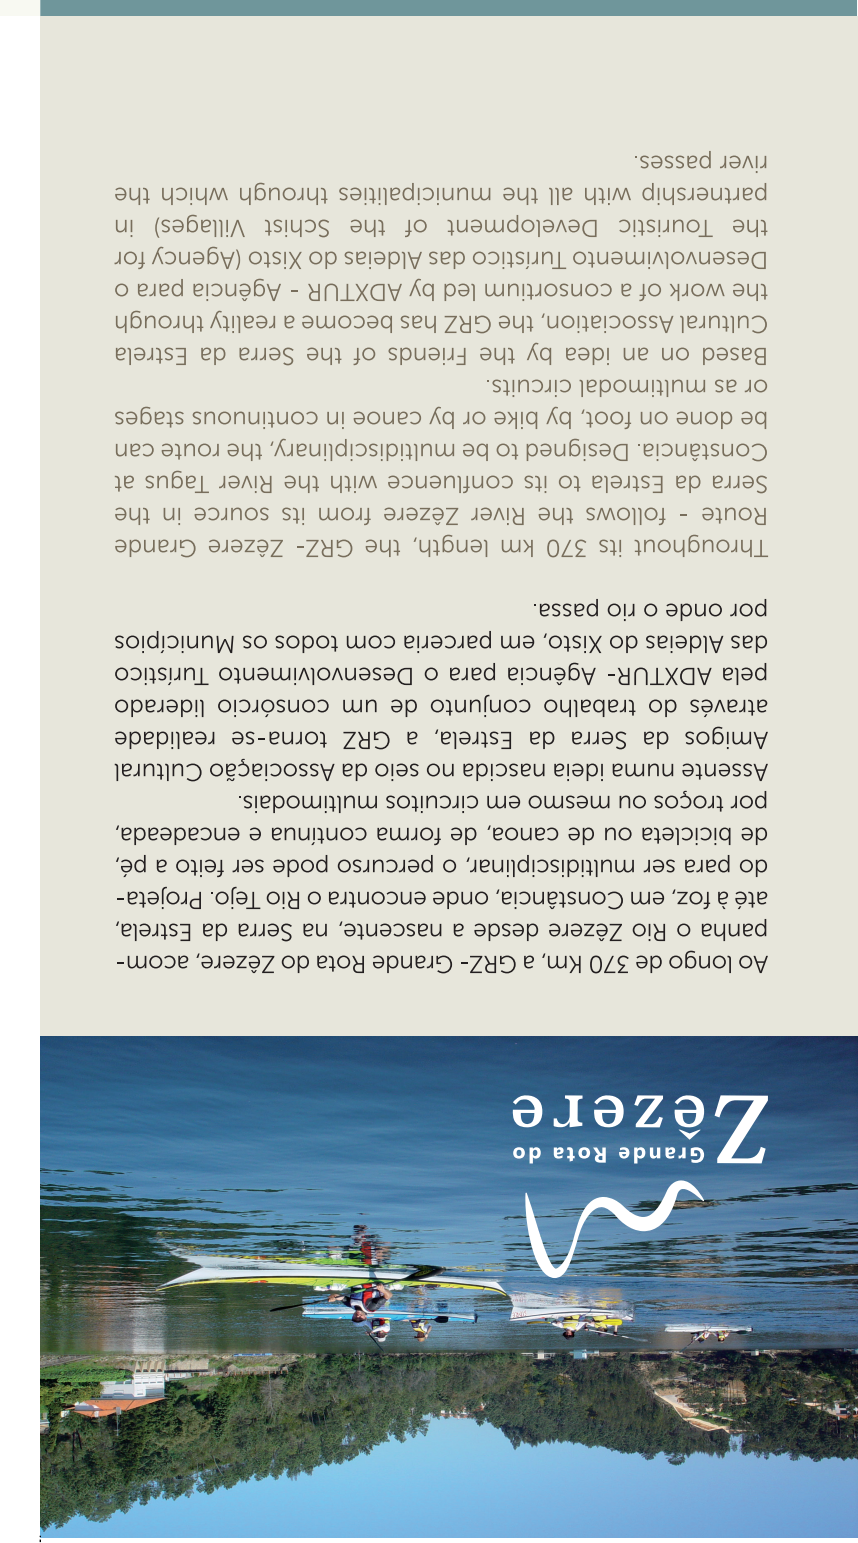 Grande Rota do
Zêzere
Ao longo de 370 Km, a GRZ- Grande Rota do Zêzere, acom-
panha o Rio Zêzere desde a nascente, na Serra da Estrela,
até à foz, em Constância, onde encontra o Rio Tejo. Projeta-
do para ser multidisciplinar, o percurso pode ser feito a pé,
de bicicleta ou de canoa, de forma contínua e encadeada,
por troços ou mesmo em circuitos multimodais.
Assente numa ideia nascida no seio da Associação Cultural
Amigos da Serra da Estrela, a GRZ torna-se realidade
através do trabalho conjunto de um consórcio liderado
pela ADXTUR- Agência para o Desenvolvimento Turístico
das Aldeias do Xisto, em parceria com todos os Municípios
por onde o rio passa.
Throughout its 370 km length, the GRZ- Zêzere Grande
Route - follows the River Zêzere from its source in the
Serra da Estrela to its confluence with the River Tagus at
Constância. Designed to be multidisciplinary, the route can
be done on foot, by bike or by canoe in continuous stages
or as multimodal circuits.
Based on an idea by the Friends of the Serra da Estrela
Cultural Association, the GRZ has become a reality through
the work of a consortium led by ADXTUR - Agência para o
Desenvolvimento Turístico das Aldeias do Xisto (Agency for
the Touristic Development of the Schist Villages) in
partnership with all the municipalities through which the
river passes.